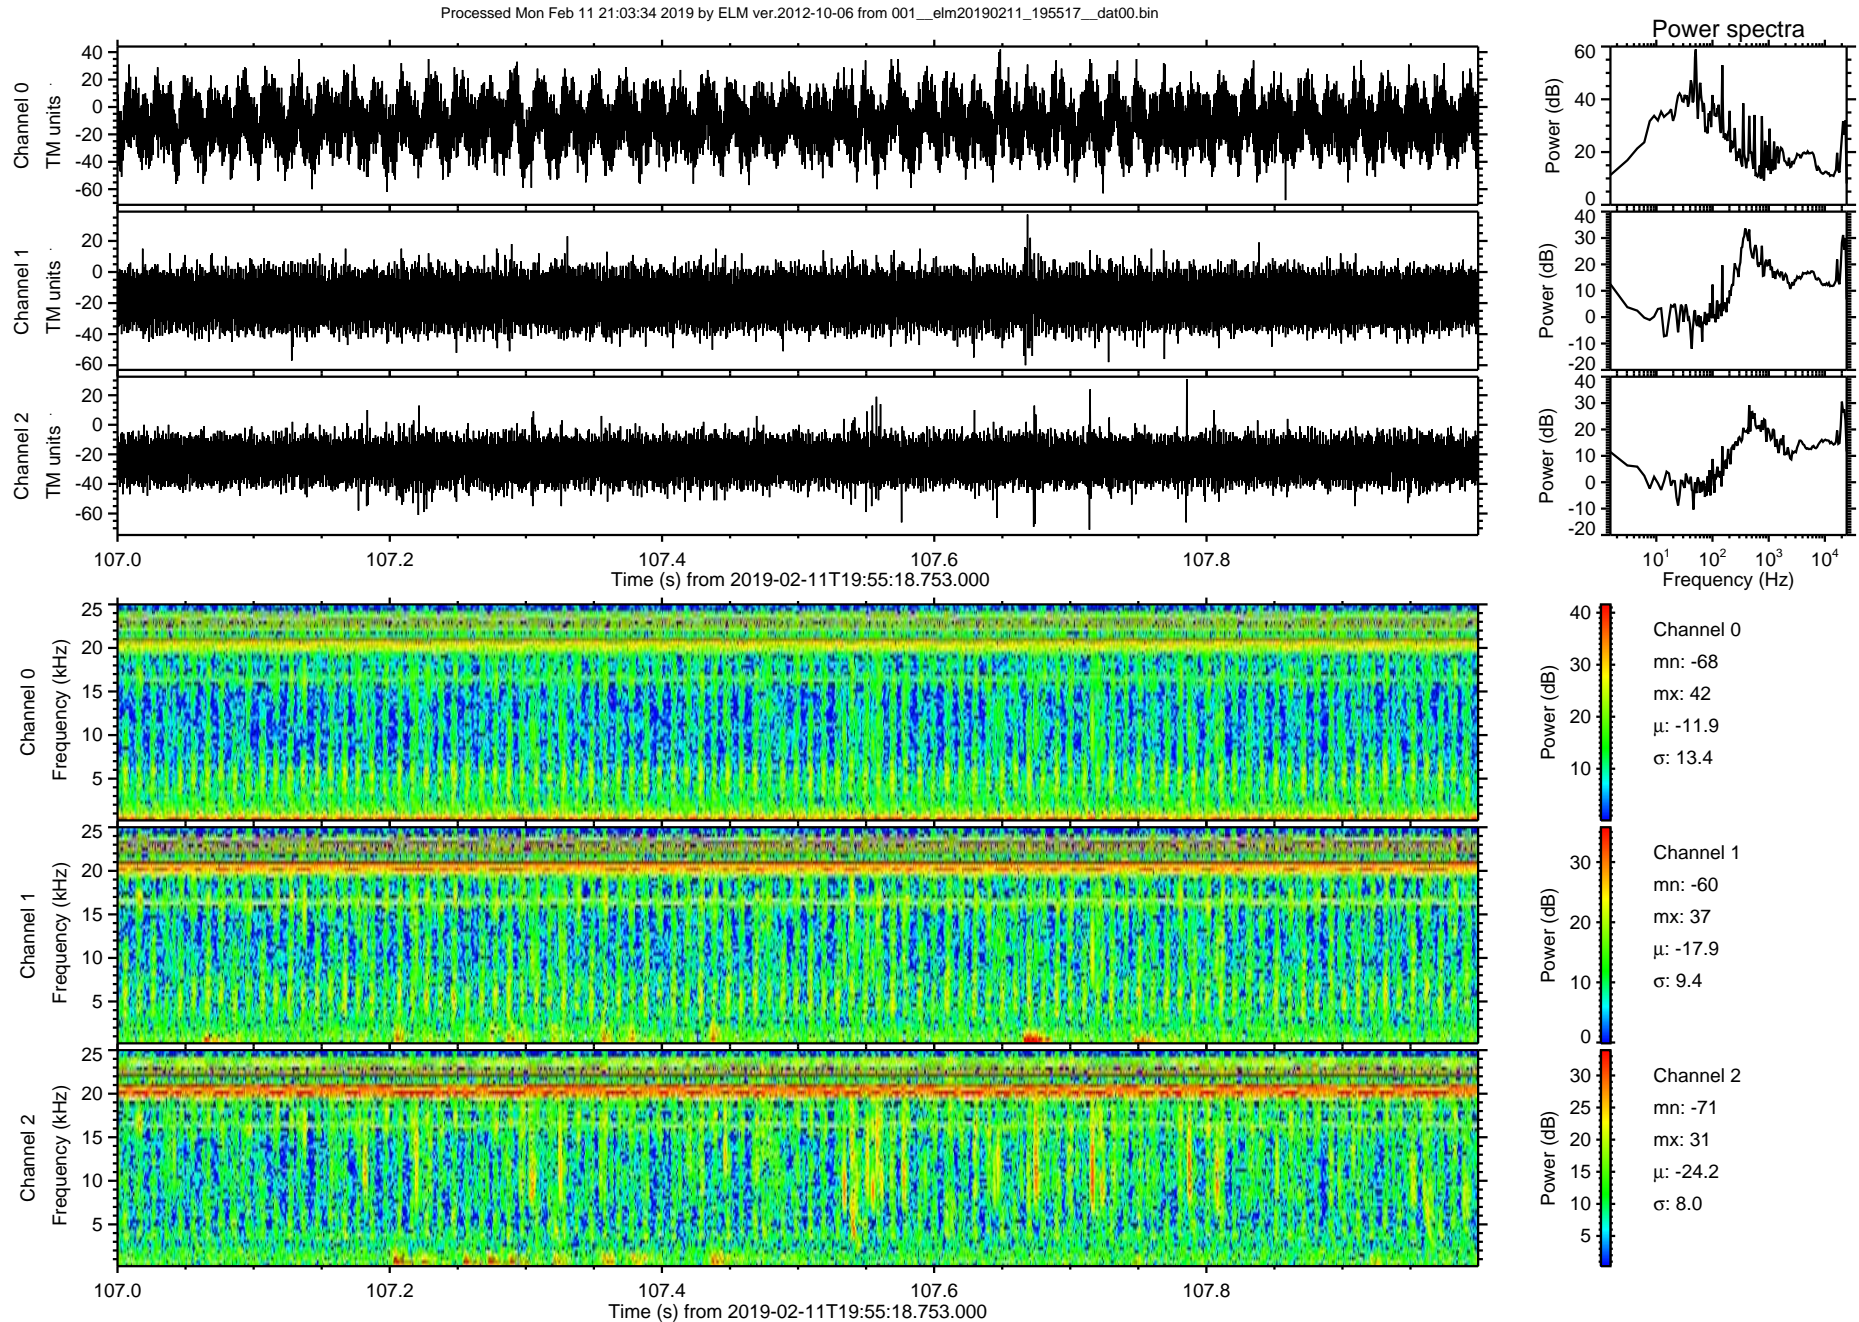 Processed Mon Feb 11 21:03:34 2019 by ELM ver.2012-10-06 from 001__elm20190211_195517__dat00.bin
Power spectra
Channel 0
TM units
40
20
0
-20
-40
-60
Power (dB)
60
40
20
0
Channel 1
TM units
20
0
-20
-40
-60
Power (dB)
40
30
20
10
0
-10
-20
Channel 2
TM units
20
0
-20
-40
-60
Power (dB)
40
30
20
10
0
-10
-20
107.0 107.2 107.4 107.6 107.8
Time (s) from 2019-02-11T19:55:18.753.000
10¹ 10² 10³ 10⁴
Frequency (Hz)
Channel 0
Frequency (kHz)
25
20
15
10
5
Power (dB)
40
30
20
10
Channel 0
mn: -68
mx: 42
µ: -11.9
σ: 13.4
Channel 1
Frequency (kHz)
25
20
15
10
5
Power (dB)
30
20
10
0
Channel 1
mn: -60
mx: 37
µ: -17.9
σ: 9.4
Channel 2
Frequency (kHz)
25
20
15
10
5
Power (dB)
30
25
20
15
10
5
Channel 2
mn: -71
mx: 31
µ: -24.2
σ: 8.0
107.0 107.2 107.4 107.6 107.8
Time (s) from 2019-02-11T19:55:18.753.000